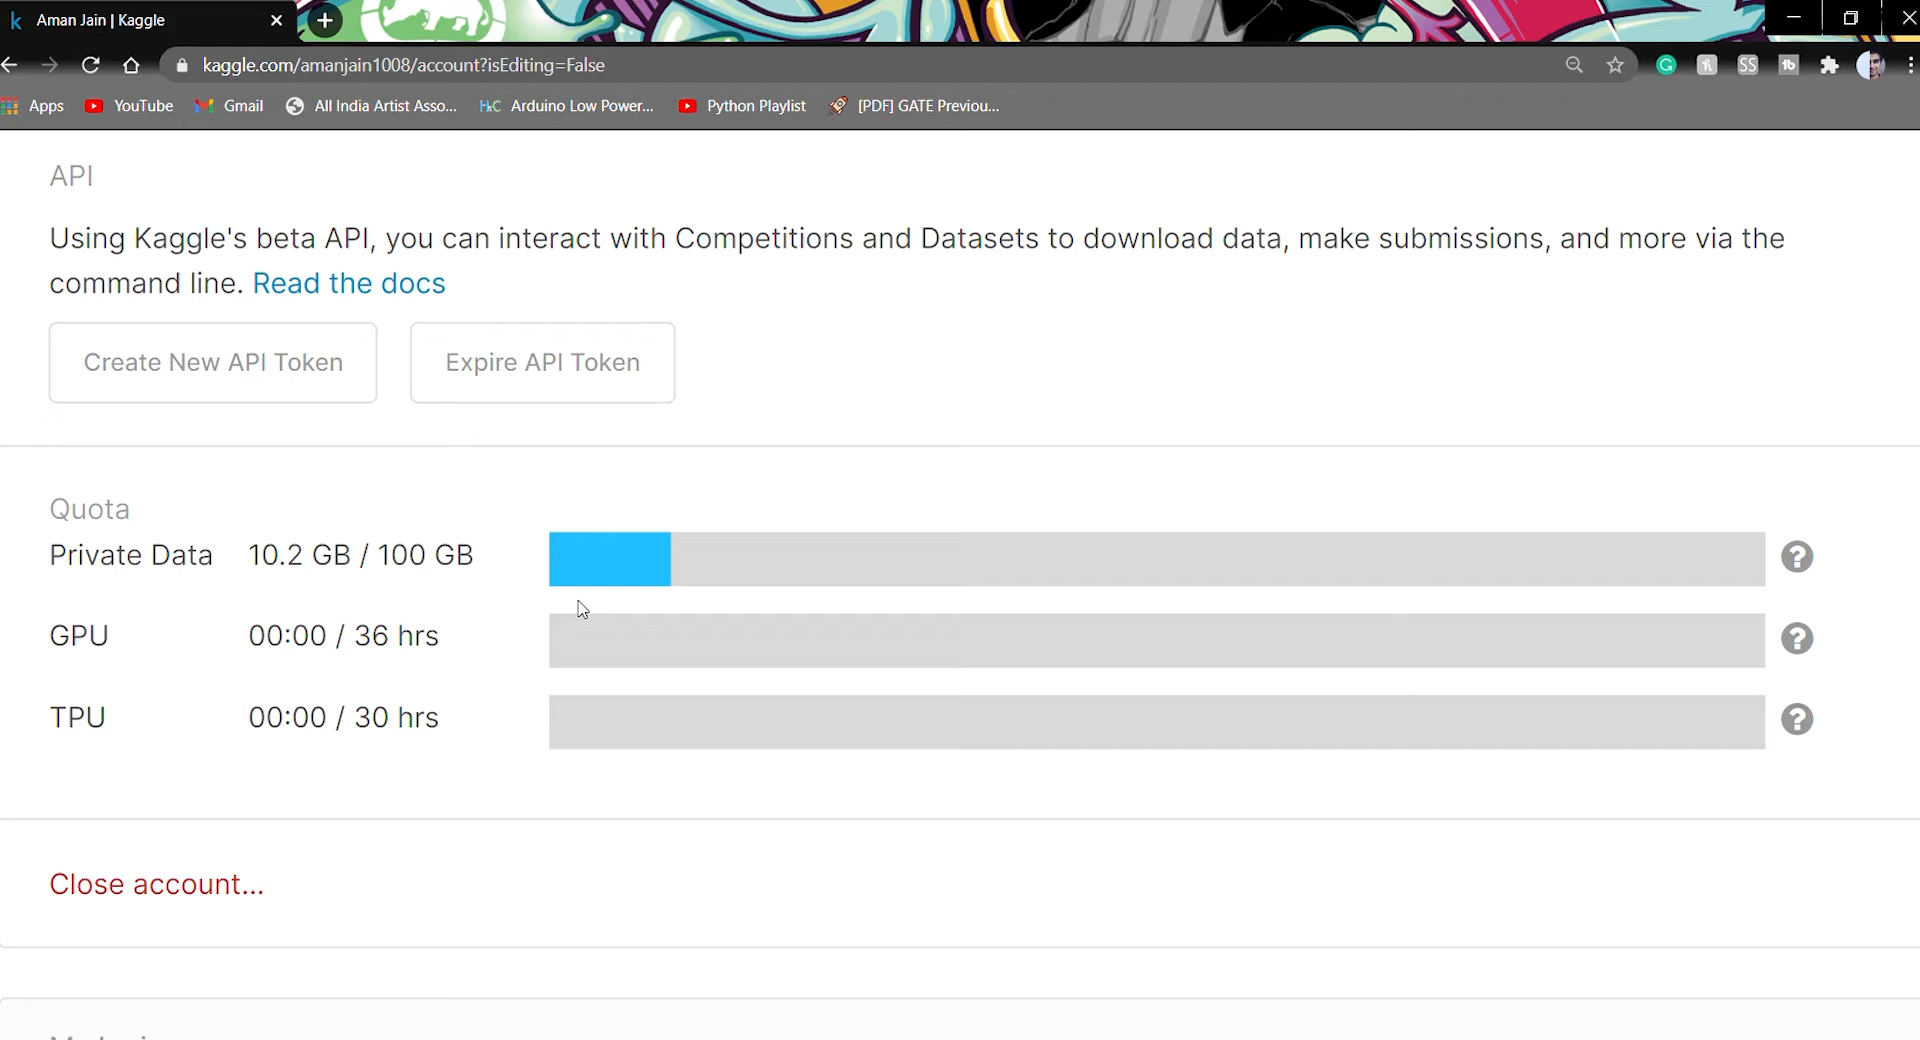 Aman Jain | Kaggle
kaggle.com/amanjain1008/account?isEditing=False
Apps YouTube Gmail All India Artist Asso... H&C Arduino Low Power... Python Playlist [PDF] GATE Previou...
API
Using Kaggle's beta API, you can interact with Competitions and Datasets to download data, make submissions, and more via the
command line. Read the docs
Create New API Token Expire API Token
Quota
Private Data 10.2 GB / 100 GB
GPU 00:00 / 36 hrs
TPU 00:00 / 30 hrs
Close account...